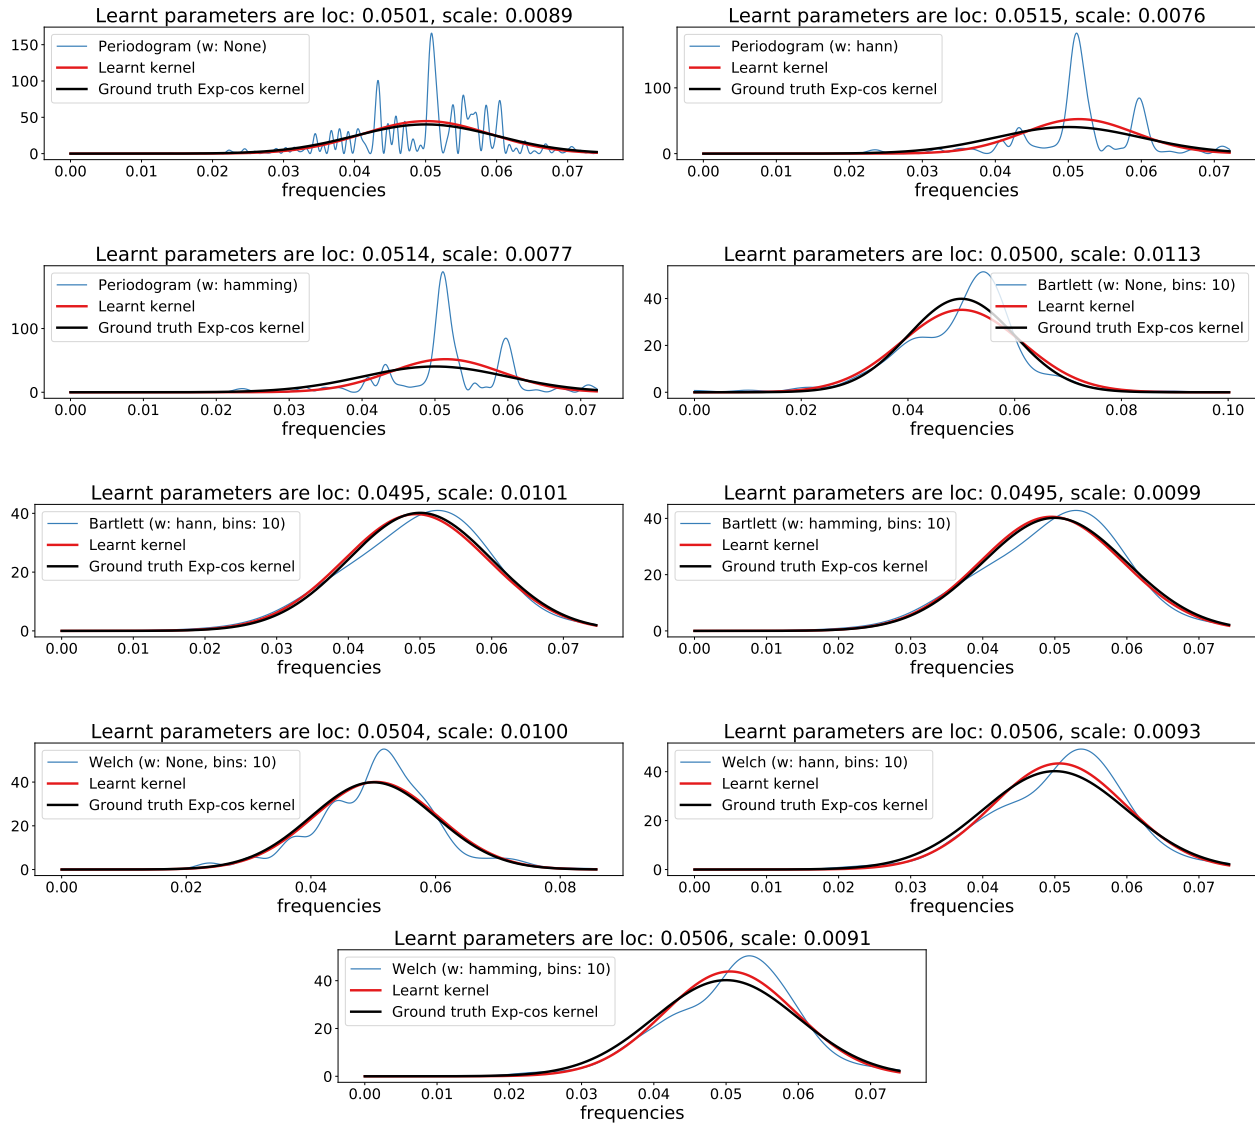 Learnt parameters are loc: 0.0501, scale: 0.0089
150
100
50
0
Periodogram (w: None)
Learnt kernel
Ground truth Exp-cos kernel
0.00 0.01 0.02 0.03 0.04 0.05 0.06 0.07
frequencies
Learnt parameters are loc: 0.0515, scale: 0.0076
100
0
Periodogram (w: hann)
Learnt kernel
Ground truth Exp-cos kernel
0.00 0.01 0.02 0.03 0.04 0.05 0.06 0.07
frequencies
Learnt parameters are loc: 0.0514, scale: 0.0077
100
0
Periodogram (w: hamming)
Learnt kernel
Ground truth Exp-cos kernel
0.00 0.01 0.02 0.03 0.04 0.05 0.06 0.07
frequencies
Learnt parameters are loc: 0.0500, scale: 0.0113
40
20
0
Bartlett (w: None, bins: 10)
Learnt kernel
Ground truth Exp-cos kernel
0.00 0.02 0.04 0.06 0.08 0.10
frequencies
Learnt parameters are loc: 0.0495, scale: 0.0101
40
20
0
Bartlett (w: hann, bins: 10)
Learnt kernel
Ground truth Exp-cos kernel
0.00 0.01 0.02 0.03 0.04 0.05 0.06 0.07
frequencies
Learnt parameters are loc: 0.0495, scale: 0.0099
40
20
0
Bartlett (w: hamming, bins: 10)
Learnt kernel
Ground truth Exp-cos kernel
0.00 0.01 0.02 0.03 0.04 0.05 0.06 0.07
frequencies
Learnt parameters are loc: 0.0504, scale: 0.0100
40
20
0
Welch (w: None, bins: 10)
Learnt kernel
Ground truth Exp-cos kernel
0.00 0.02 0.04 0.06 0.08
frequencies
Learnt parameters are loc: 0.0506, scale: 0.0093
40
20
0
Welch (w: hann, bins: 10)
Learnt kernel
Ground truth Exp-cos kernel
0.00 0.01 0.02 0.03 0.04 0.05 0.06 0.07
frequencies
Learnt parameters are loc: 0.0506, scale: 0.0091
40
20
0
Welch (w: hamming, bins: 10)
Learnt kernel
Ground truth Exp-cos kernel
0.00 0.01 0.02 0.03 0.04 0.05 0.06 0.07
frequencies